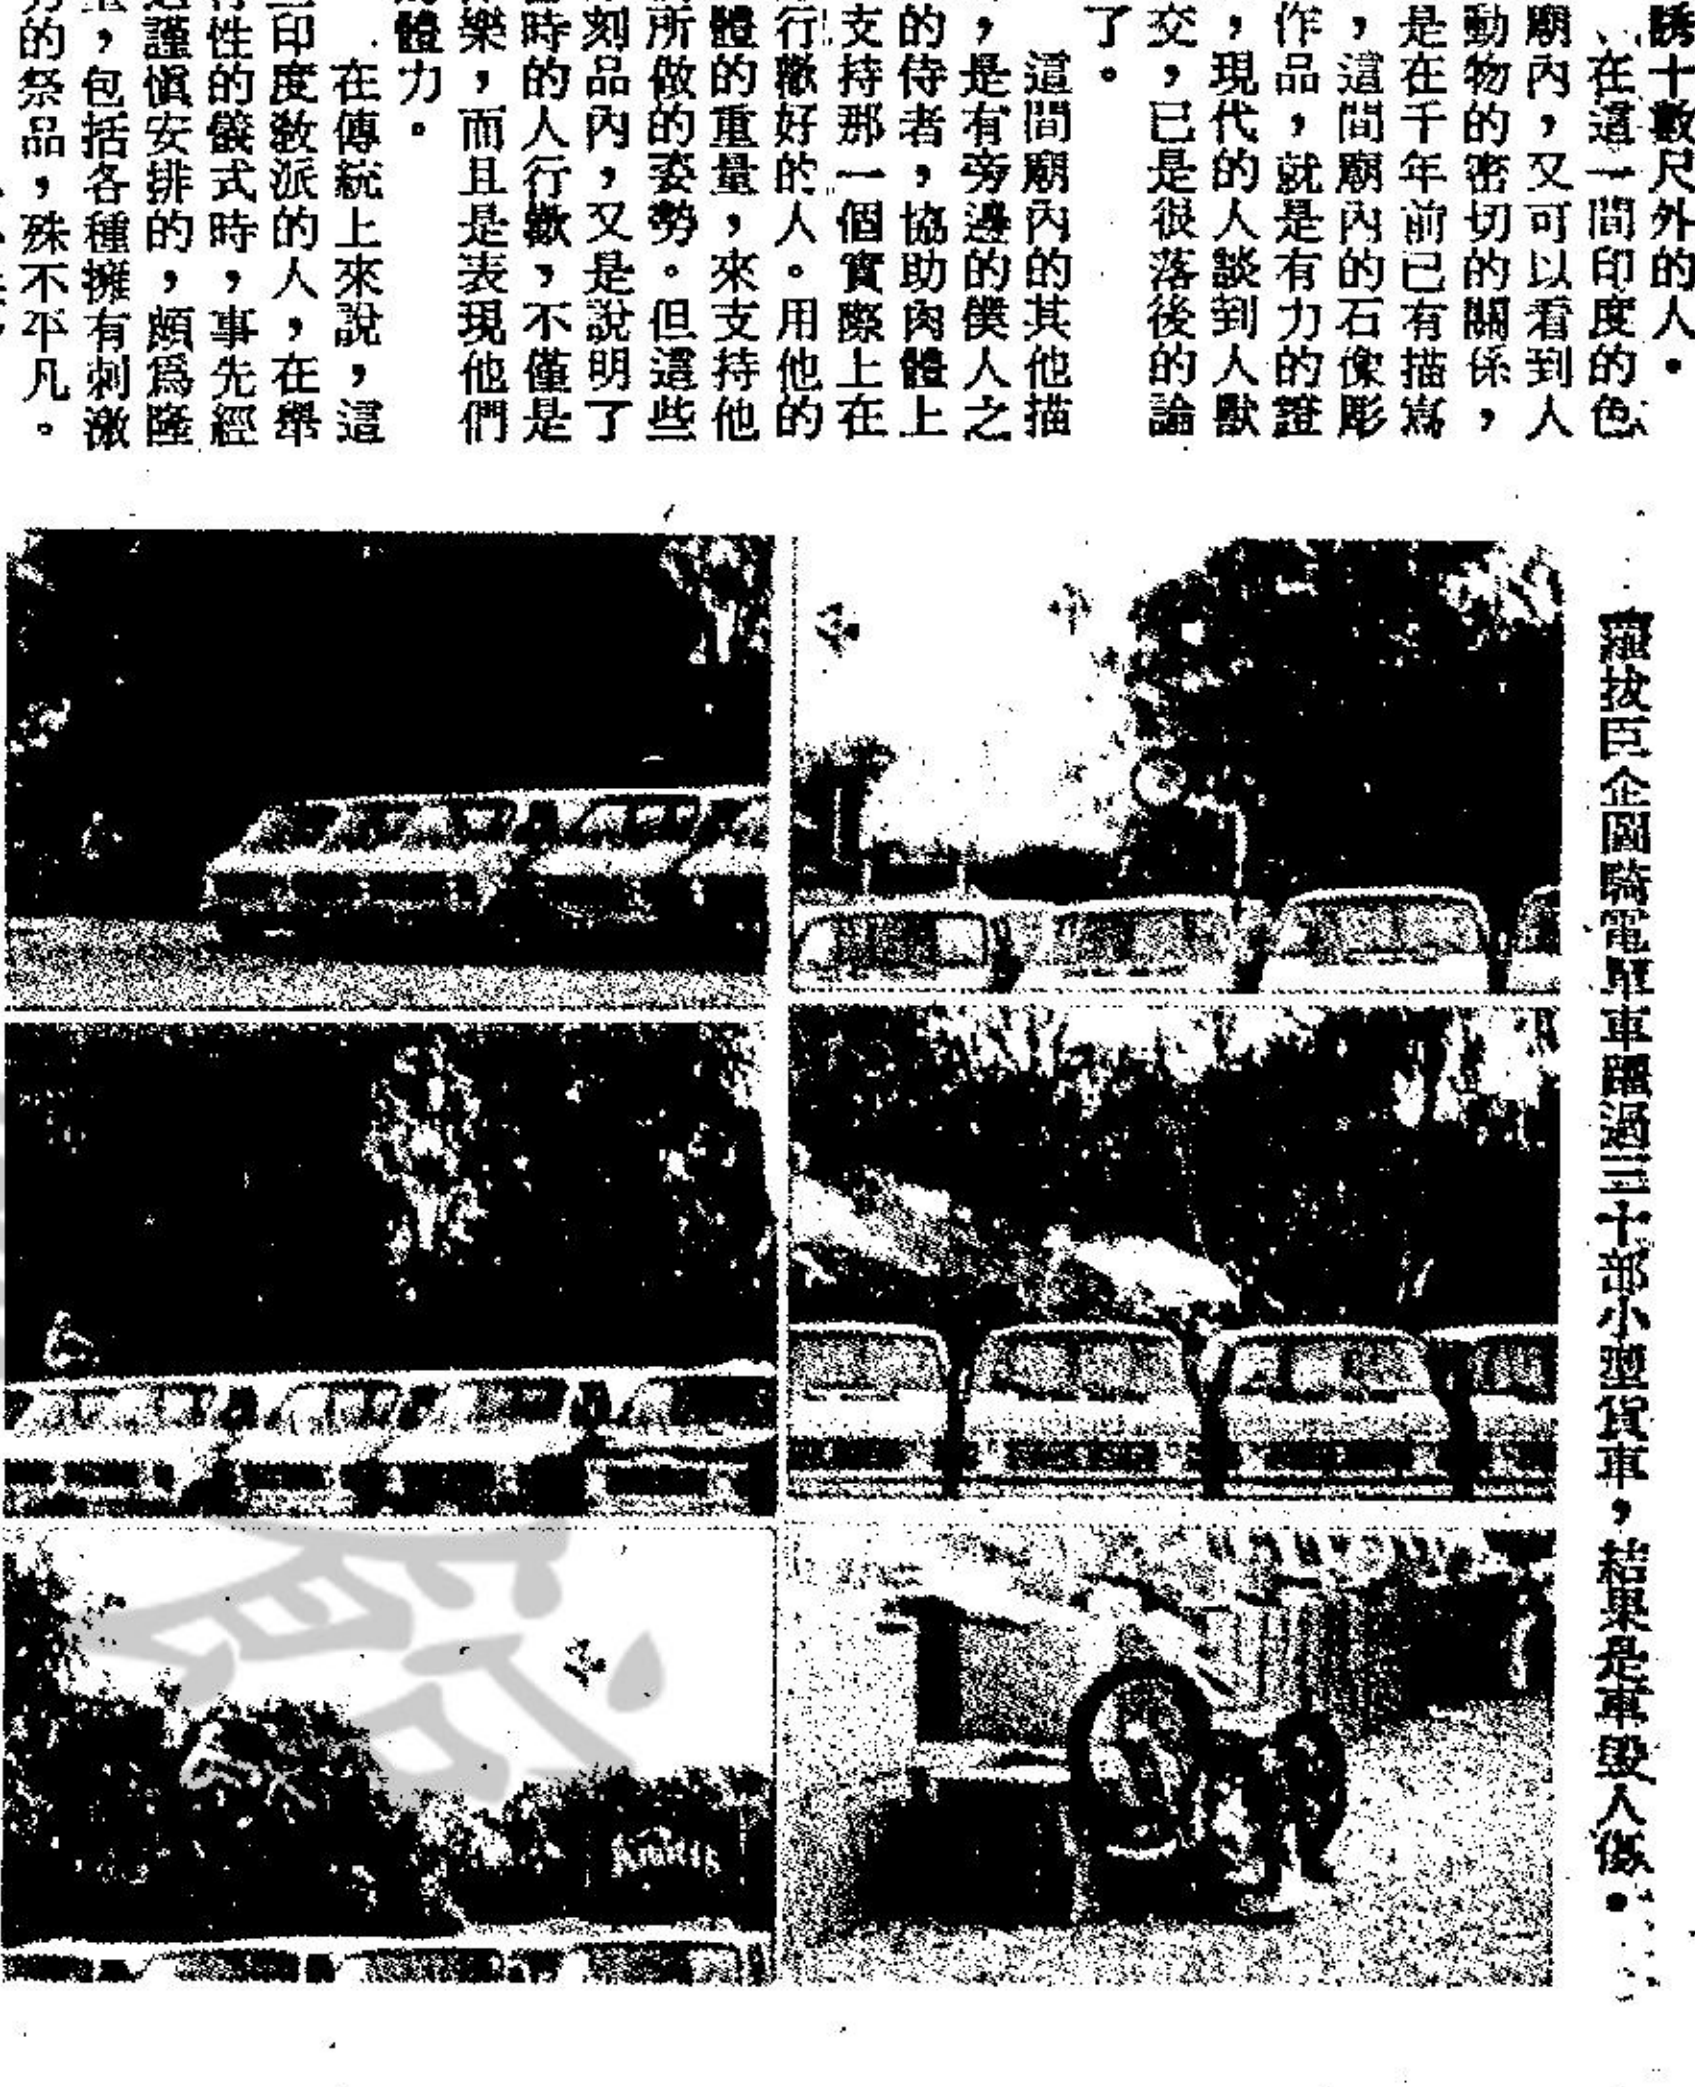 誘十數尺外的人。
在這一間印度的色
廟內，又可以看到人
動物的密切的關係，
是在千年前已有描寫
，這間廟內的石像彫
作品，就是有力的證
，現代的人談到人獸
交，已是很落後的論
了。
這間廟內的其他描
，是有旁邊的僕人之
的侍者，協助肉體上
支持那一個實際上在
行歡好的人。用他的
體的重量，來支持他
所做的姿勢。但這些
刻品內，又是說明了
時的人行歡，不僅是
樂，而且是表現他們
體力。
在傳統上來說，這
印度敎派的人，在舉
性的儀式時，事先經
謹愼安排的，頗爲隆
，包括各種擁有刺激
的祭品，殊不平凡。
羅拔臣企圖騎電單車躍過三十部小型貨車，結果是車毀人傷。